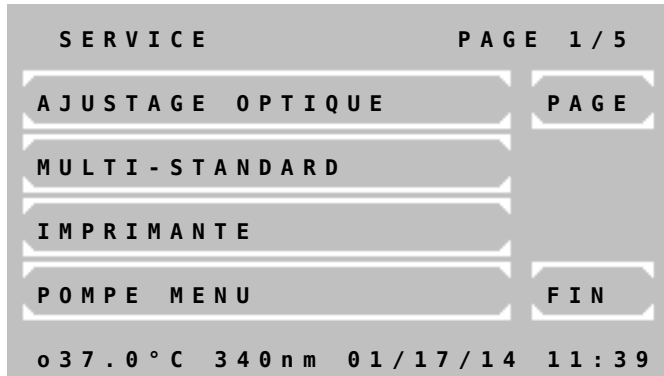 SERVICE PAGE 1/5
AJUSTAGE OPTIQUE PAGE
MULTI-STANDARD
IMPRIMANTE
POMPE MENU FIN
o37.0°C 340nm 01/17/14 11:39